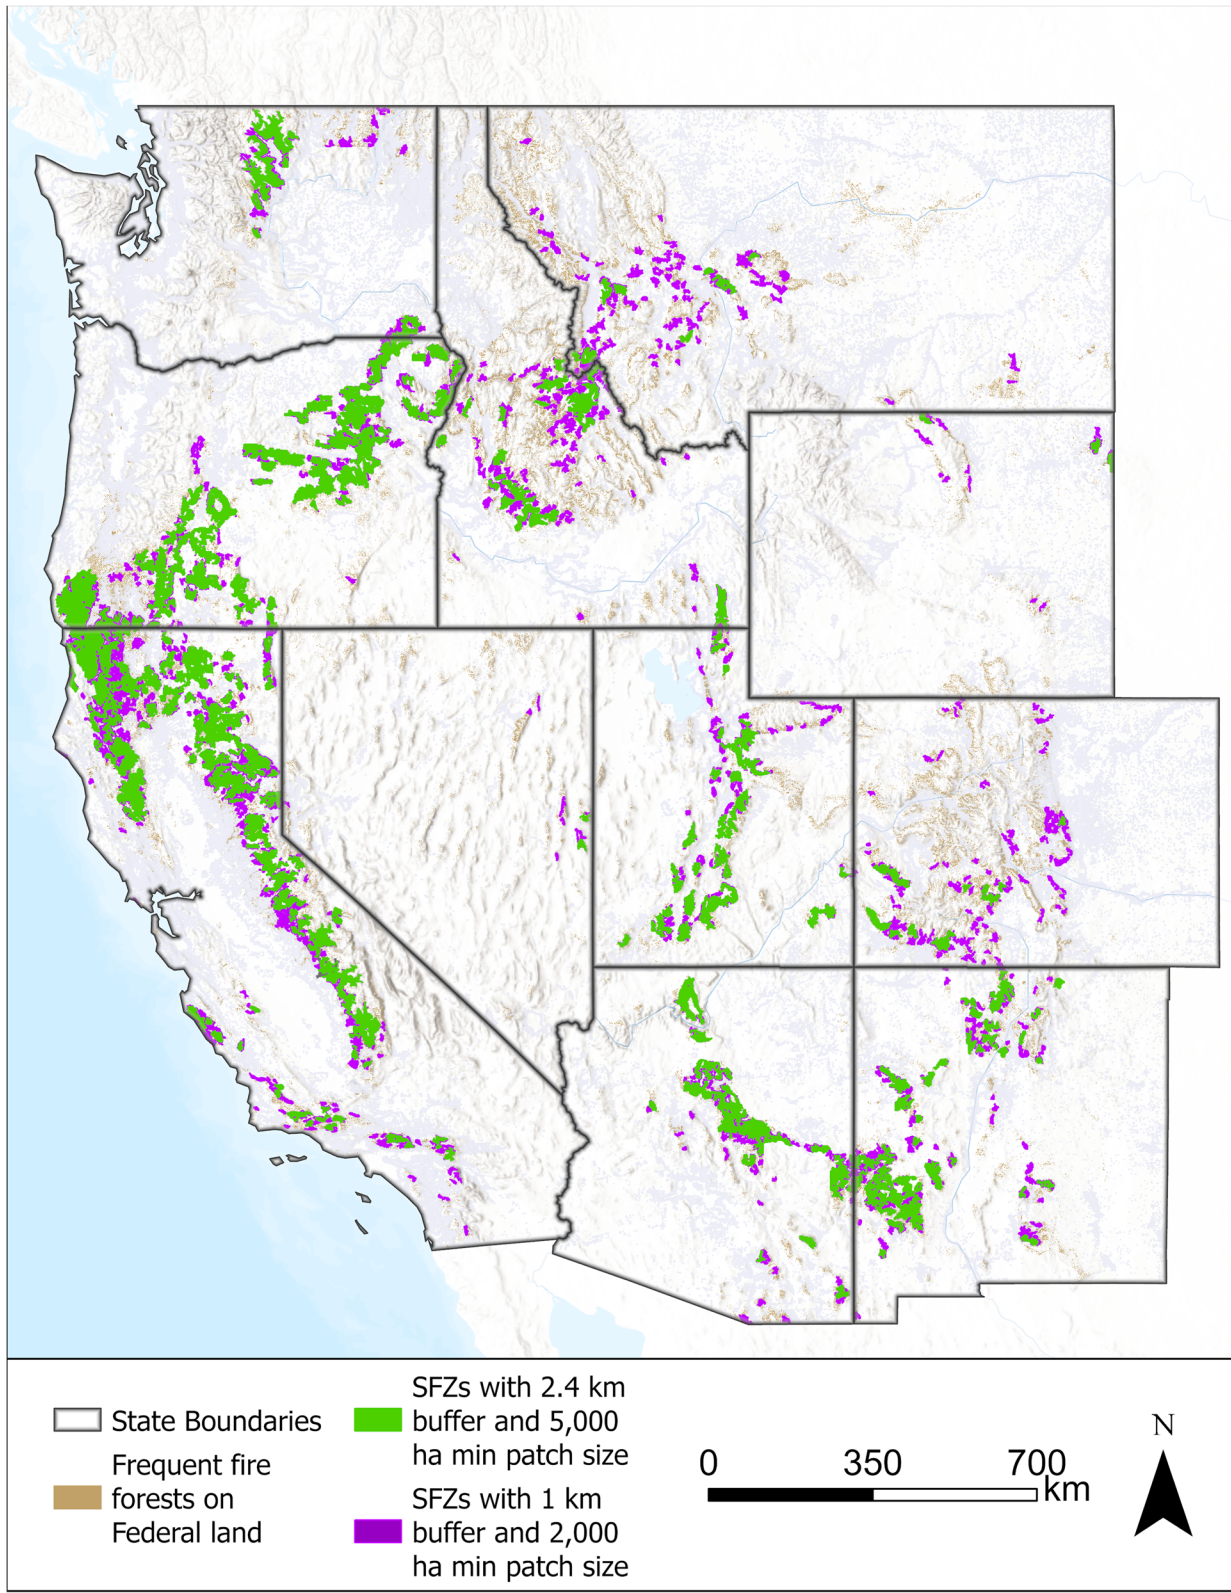 State Boundaries
Frequent fire
forests on
Federal land
SFZs with 2.4 km
buffer and 5,000
ha min patch size
SFZs with 1 km
buffer and 2,000
ha min patch size
0 350 700
km
N